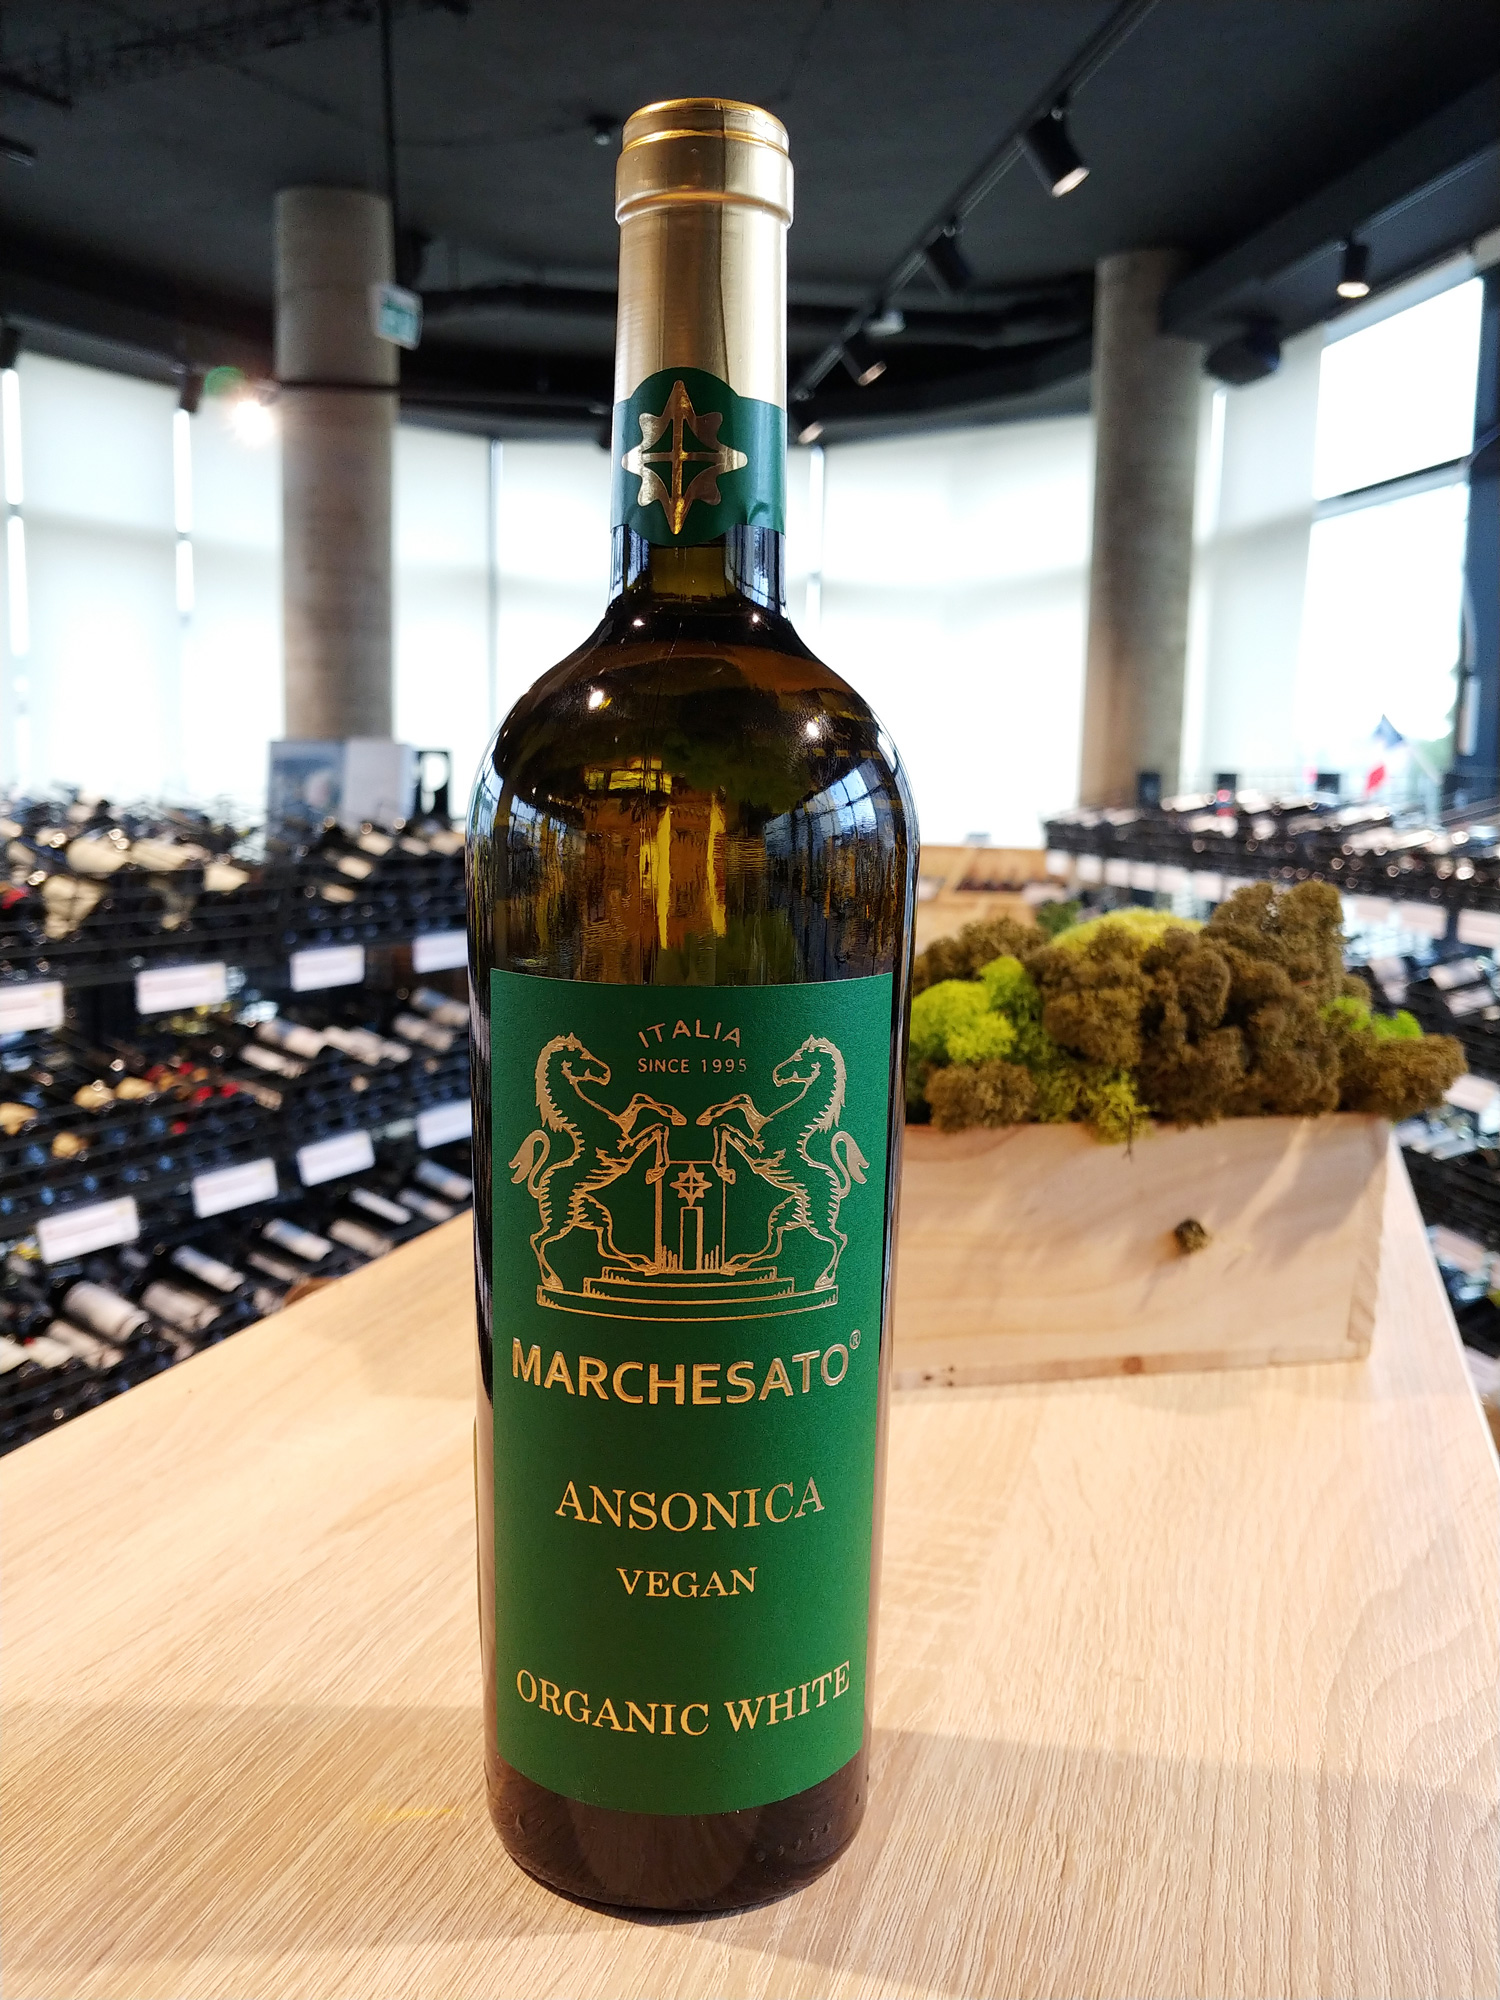 ITALIA
SINCE 1995
MARCHESATO®
ANSONICA
VEGAN
ORGANIC WHITE